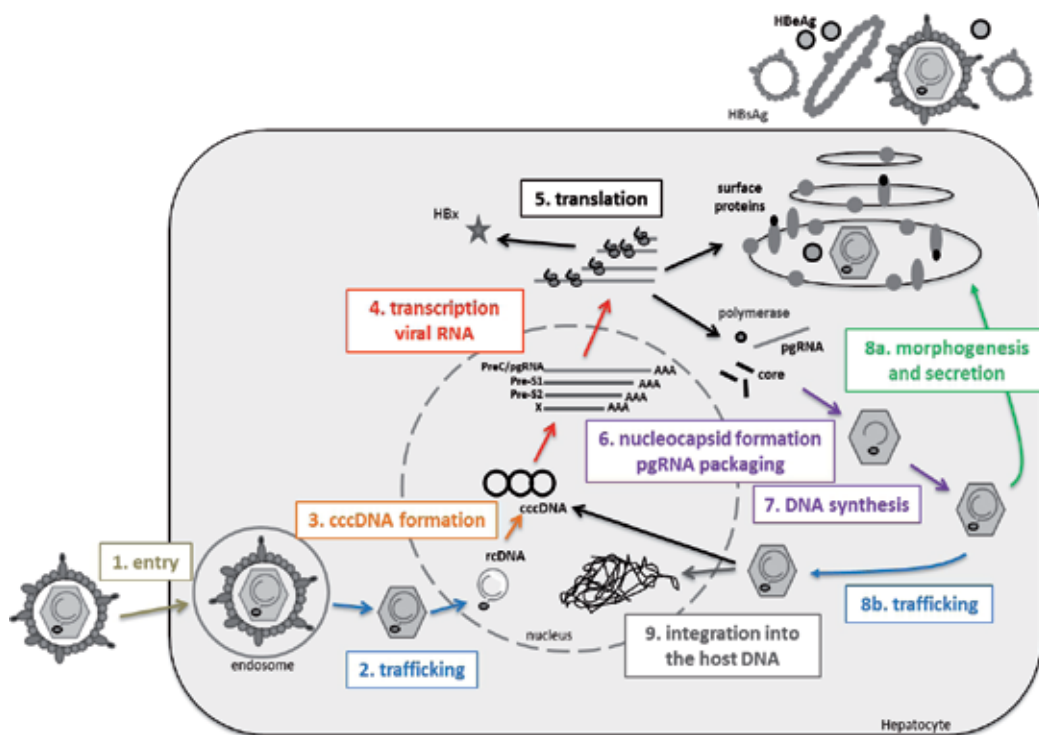 HBeAg
HBsAg
5. translation
HBx
surface
proteins
4. transcription
viral RNA
polymerase
pgRNA
core
8a. morphogenesis
and secretion
PreC/pgRNA AAA
Pre-S1 AAA
Pre-S2 AAA
X AAA
6. nucleocapsid formation
pgRNA packaging
7. DNA synthesis
3. cccDNA formation
cccDNA
rcDNA
1. entry
endosome
2. trafficking
nucleus
9. integration into
the host DNA
8b. trafficking
Hepatocyte